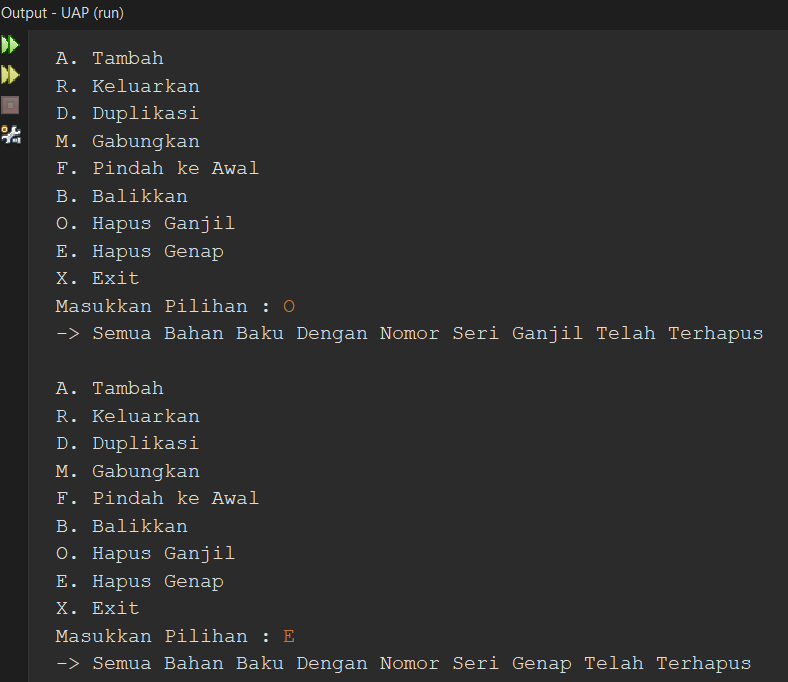 Output - UAP (run)
A. Tambah
R. Keluarkan
D. Duplikasi
M. Gabungkan
F. Pindah ke Awal
B. Balikkan
O. Hapus Ganjil
E. Hapus Genap
X. Exit
Masukkan Pilihan : O
-> Semua Bahan Baku Dengan Nomor Seri Ganjil Telah Terhapus
A. Tambah
R. Keluarkan
D. Duplikasi
M. Gabungkan
F. Pindah ke Awal
B. Balikkan
O. Hapus Ganjil
E. Hapus Genap
X. Exit
Masukkan Pilihan : E
-> Semua Bahan Baku Dengan Nomor Seri Genap Telah Terhapus